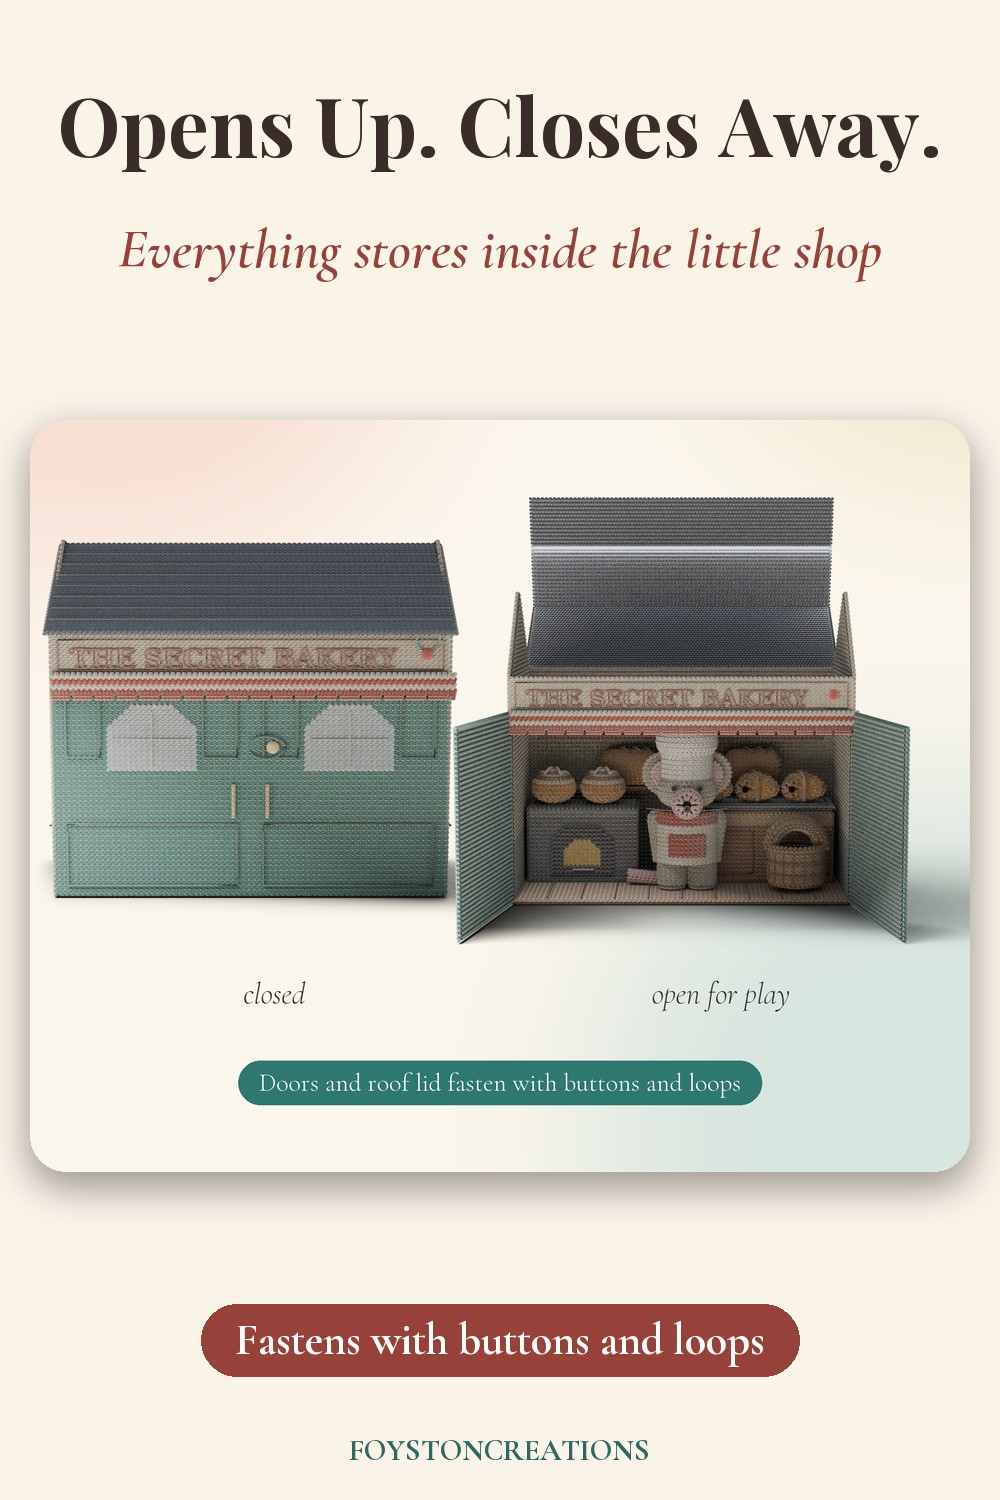 Opens Up. Closes Away.
Everything stores inside the little shop
THE SECRET BAKERY
THE SECRET BAKERY
closed
open for play
Doors and roof lid fasten with buttons and loops
Fastens with buttons and loops
FOYSTONCREATIONS